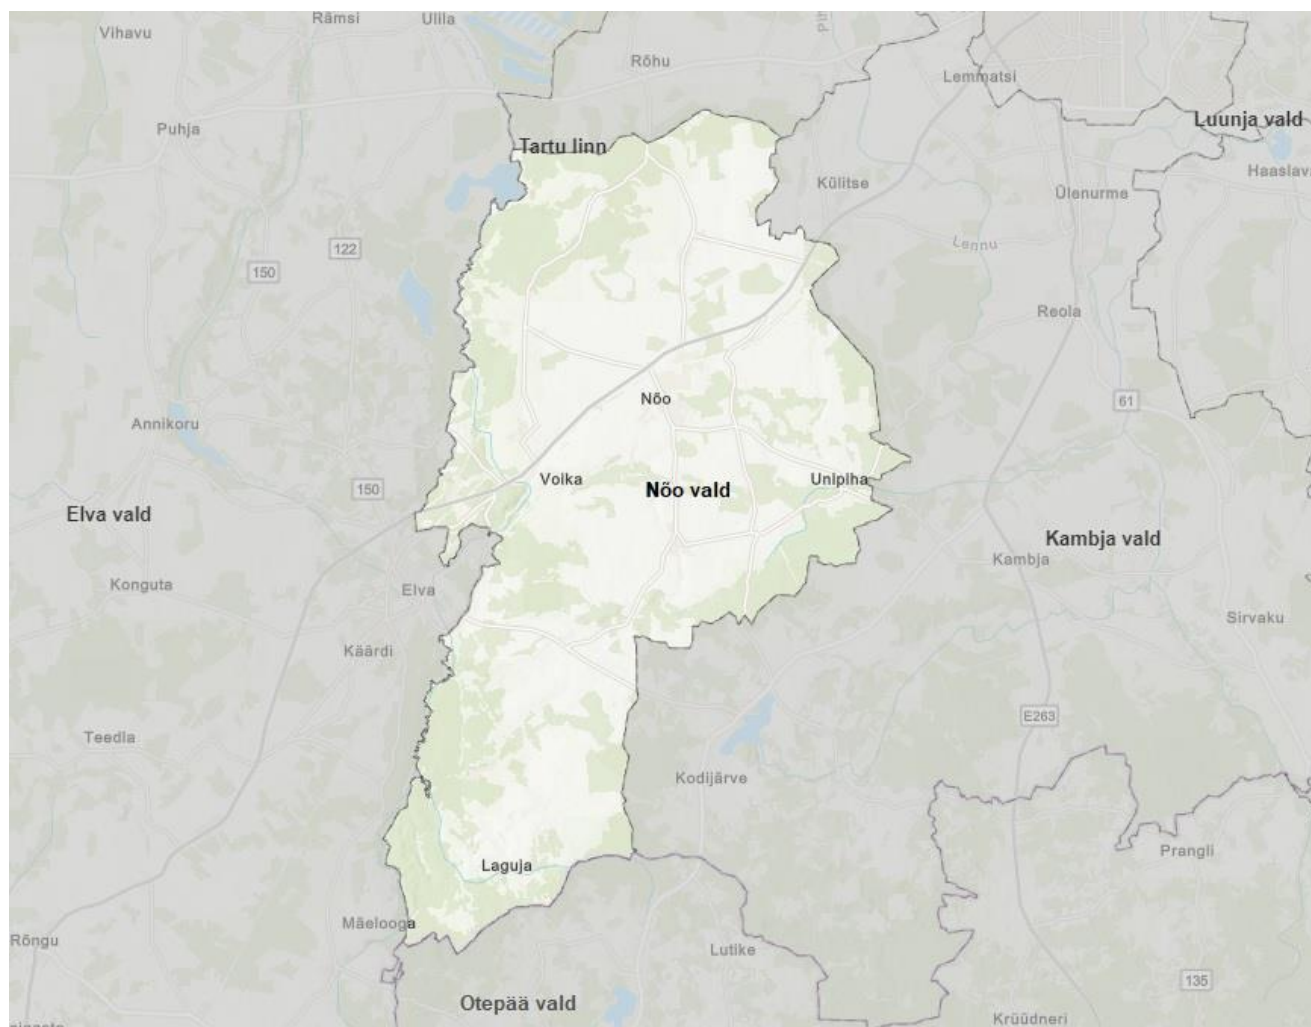 Rämsi
Ulila
Vihavu
Rõhu
Lemmatsi
Puhja
Luunja vald
Tartu linn
Haaslava
Külitse
Ülenurme
Lennu
122
150
Reola
Nõo
61
Annikoru
Voika
Unipiha
150
Nõo vald
Elva vald
Kambja vald
Kambja
Konguta
Elva
Sirvaku
Käärdi
E263
Teedla
Kodijärve
Prangli
Laguja
Mäelooga
Rõngu
Lutike
135
Otepää vald
Krüüdneri